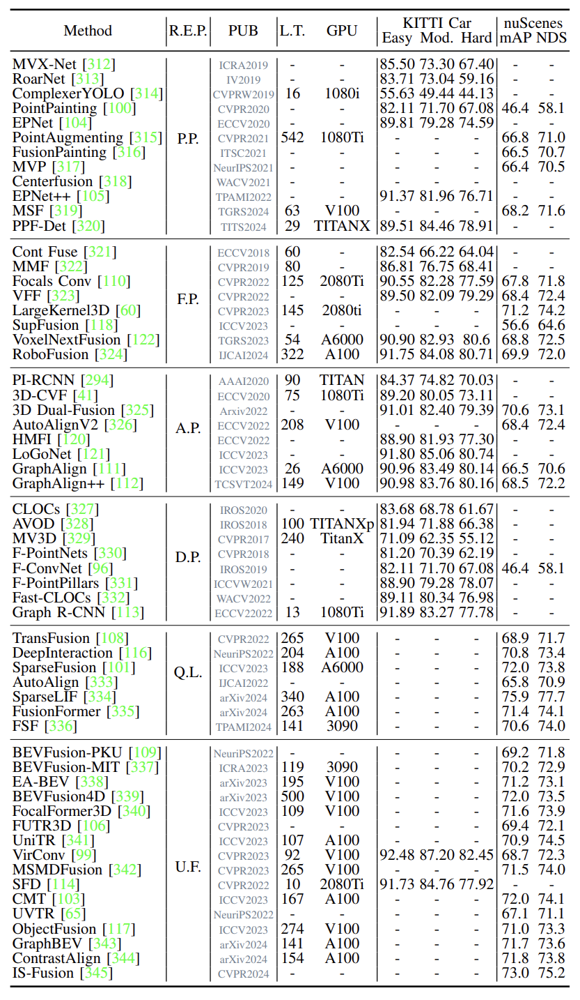 Method R.E.P. PUB L.T. GPU KITTI Car nuScenes
Easy Mod. Hard mAP NDS
MVX-Net [312] ICRA2019 - - 85.50 73.30 67.40 - -
RoarNet [313] IV2019 - - 83.71 73.04 59.16 - -
ComplexerYOLO [314] CVPRW2019 16 1080i 55.63 49.44 44.13 - -
PointPainting [100] CVPR2020 - - 82.11 71.70 67.08 46.4 58.1
EPNet [104] ECCV2020 - - 89.81 79.28 74.59 - -
PointAugmenting [315] P.P. CVPR2021 542 1080Ti - - - 66.8 71.0
FusionPainting [316] ITSC2021 - - - - - 66.5 70.7
MVP [317] NeurIPS2021 - - - - - 66.4 70.5
Centerfusion [318] WACV2021 - - - - - - -
EPNet++ [105] TPAMI2022 - - 91.37 81.96 76.71 - -
MSF [319] TGRS2024 63 V100 - - - 68.2 71.6
PPF-Det [320] TITS2024 29 TITANX 89.51 84.46 78.91 - -
Cont Fuse [321] ECCV2018 60 - 82.54 66.22 64.04 - -
MMF [322] CVPR2019 80 - 86.81 76.75 68.41 - -
Focals Conv [110] CVPR2022 125 2080Ti 90.55 82.28 77.59 67.8 71.8
VFF [323] F.P. CVPR2022 - - 89.50 82.09 79.29 68.4 72.4
LargeKernel3D [60] CVPR2023 145 2080ti - - - 71.2 74.2
SupFusion [118] ICCV2023 - - - - - 56.6 64.6
VoxelNextFusion [122] TGRS2023 54 A6000 90.90 82.93 80.6 68.8 72.5
RoboFusion [324] IJCAI2024 322 A100 91.75 84.08 80.71 69.9 72.0
PI-RCNN [294] AAAI2020 90 TITAN 84.37 74.82 70.03 - -
3D-CVF [41] ECCV2020 75 1080Ti 89.20 80.05 73.11 - -
3D Dual-Fusion [325] Arxiv2022 - - 91.01 82.40 79.39 70.6 73.1
AutoAlignV2 [326] A.P. ECCV2022 208 V100 - - - 68.4 72.4
HMFI [120] ECCV2022 - - 88.90 81.93 77.30 - -
LoGoNet [121] ICCV2023 - - 91.80 85.06 80.74 - -
GraphAlign [111] ICCV2023 26 A6000 90.96 83.49 80.14 66.5 70.6
GraphAlign++ [112] TCSVT2024 149 V100 90.98 83.76 80.16 68.5 72.2
CLOCs [327] IROS2020 - - 83.68 68.78 61.67 - -
AVOD [328] IROS2018 100 TITANXp 81.94 71.88 66.38 - -
MV3D [329] CVPR2017 240 TitanX 71.09 62.35 55.12 - -
F-PointNets [330] D.P. CVPR2018 - - 81.20 70.39 62.19 - -
F-ConvNet [96] IROS2019 - - 82.11 71.70 67.08 46.4 58.1
F-PointPillars [331] ICCVW2021 - - 88.90 79.28 78.07 - -
Fast-CLOCs [332] WACV2022 - - 89.11 80.34 76.98 - -
Graph R-CNN [113] ECCV22022 13 1080Ti 91.89 83.27 77.78 - -
TransFusion [108] CVPR2022 265 V100 - - - 68.9 71.7
DeepInteraction [116] NeuriPS2022 204 A100 - - - 70.8 73.4
SparseFusion [101] Q.L. ICCV2023 188 A6000 - - - 72.0 73.8
AutoAlign [333] IJCAI2022 - - - - - 65.8 70.9
SparseLIF [334] arXiv2024 340 A100 - - - 75.9 77.7
FusionFormer [335] arXiv2024 263 A100 - - - 71.4 74.1
FSF [336] TPAMI2024 141 3090 - - - 70.6 74.0
BEVFusion-PKU [109] NeuriPS2022 - - - - - 69.2 71.8
BEVFusion-MIT [337] ICRA2023 119 3090 - - - 70.2 72.9
EA-BEV [338] arXiv2023 195 V100 - - - 71.2 73.1
BEVFusion4D [339] arXiv2023 500 V100 - - - 72.0 73.5
FocalFormer3D [340] ICCV2023 109 V100 - - - 71.6 73.9
FUTR3D [106] CVPR2023 - - - - - 69.4 72.1
UniTR [341] ICCV2023 107 A100 - - - 70.9 74.5
VirConv [99] CVPR2023 92 V100 92.48 87.20 82.45 68.7 72.3
MSMDFusion [342] U.F. CVPR2023 265 V100 - - - 71.5 74.0
SFD [114] CVPR2022 10 2080Ti 91.73 84.76 77.92 - -
CMT [103] ICCV2023 167 A100 - - - 72.0 74.1
UVTR [65] NeuriPS2022 - - - - - 67.1 71.1
ObjectFusion [117] ICCV2023 274 V100 - - - 71.0 73.3
GraphBEV [343] arXiv2024 141 A100 - - - 71.7 73.6
ContrastAlign [344] arXiv2024 154 A100 - - - 71.8 73.8
IS-Fusion [345] CVPR2024 - - - - - 73.0 75.2